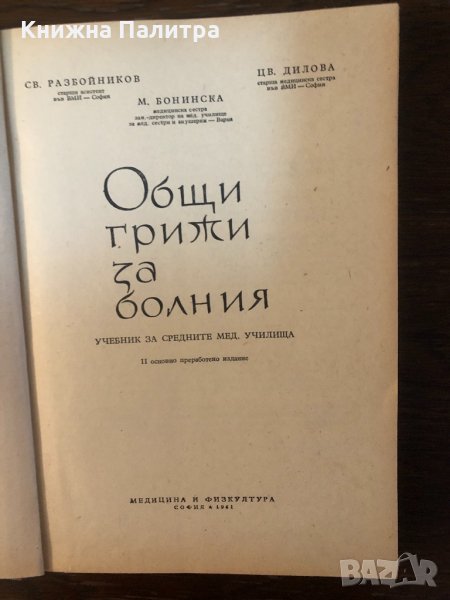 Книжна Палитра
СВ. РАЗБОЙНИКОВ
старши асистент
във ВМИ — София
ЦВ. ДИЛОВА
старша медицинска сестра
във ВМИ — София
М. БОНИНСКА
медицинска сестра
зам.-директор на мед. училище
за мед. сестри и акушерки — Варна
Общи
грижи
за
болния
УЧЕБНИК ЗА СРЕДНИТЕ МЕД. УЧИЛИЩА
II основно преработено издание
МЕДИЦИНА И ФИЗКУЛТУРА
СОФИЯ ★ 1961
BAZAR